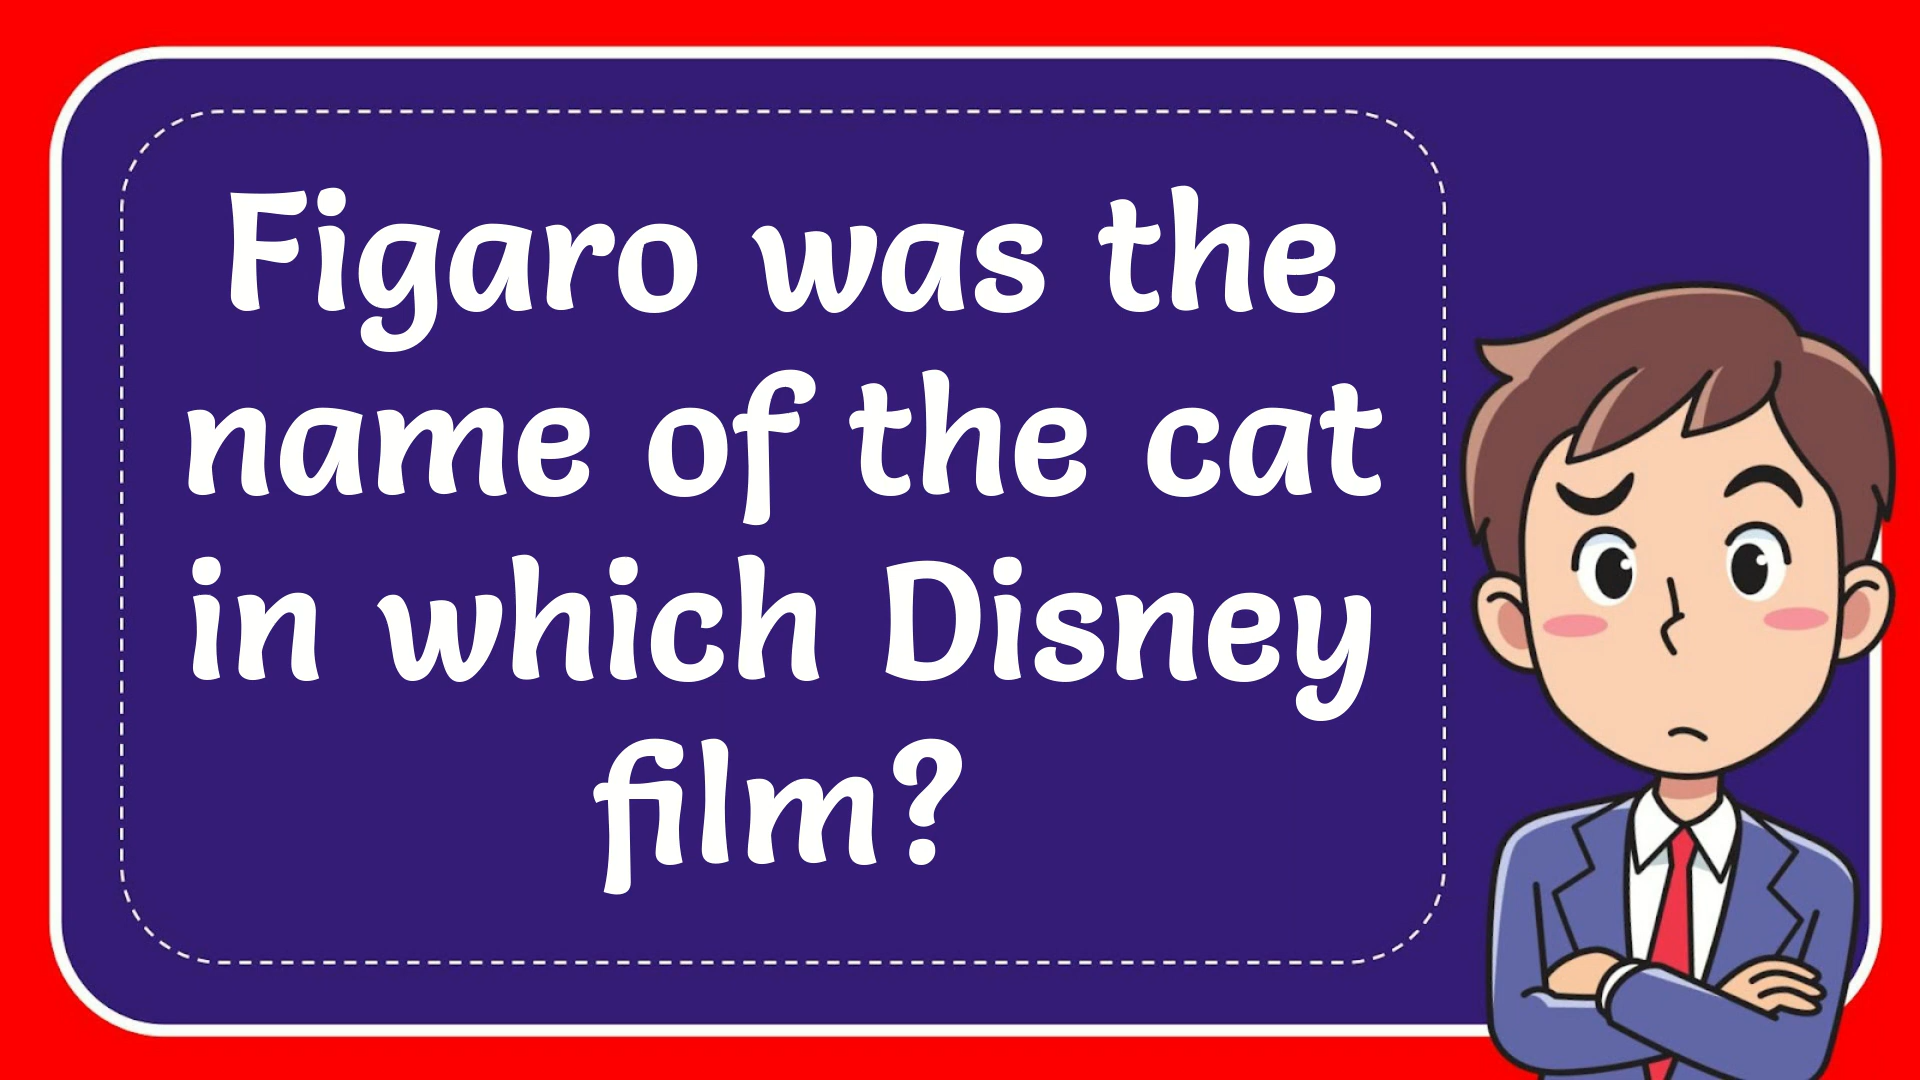 Figaro was the
name of the cat
in which Disney
film?